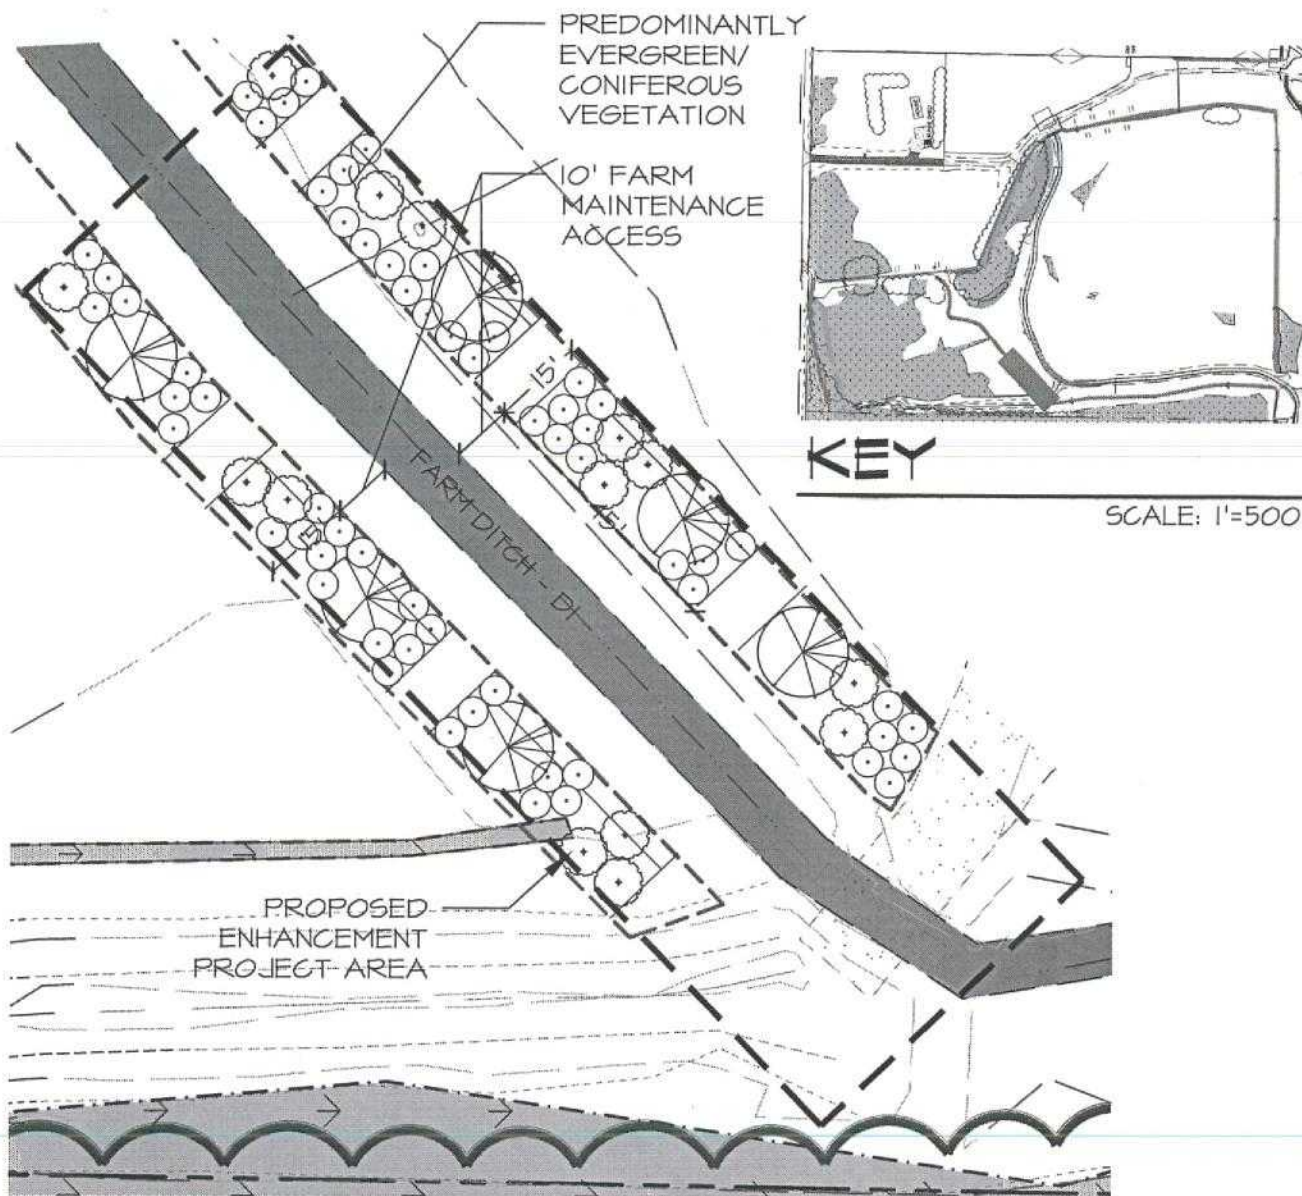 PREDOMINANTLY
EVERGREEN/
CONIFEROUS
VEGETATION
10' FARM
MAINTENANCE
ACCESS
15'
FARM DITCH - D1
15'
15'
KEY
SCALE: 1"=500
PROPOSED
ENHANCEMENT
PROJECT AREA